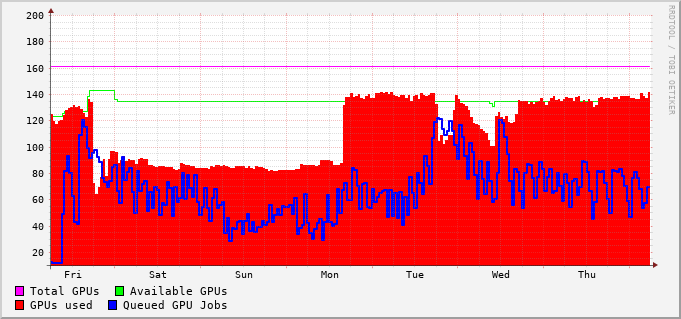 200
180
160
140
120
100
80
60
40
20
Fri Sat Sun Mon Tue Wed Thu
Total GPUs Available GPUs
GPUs used Queued GPU Jobs
RRDTOOL / TOBI OETIKER